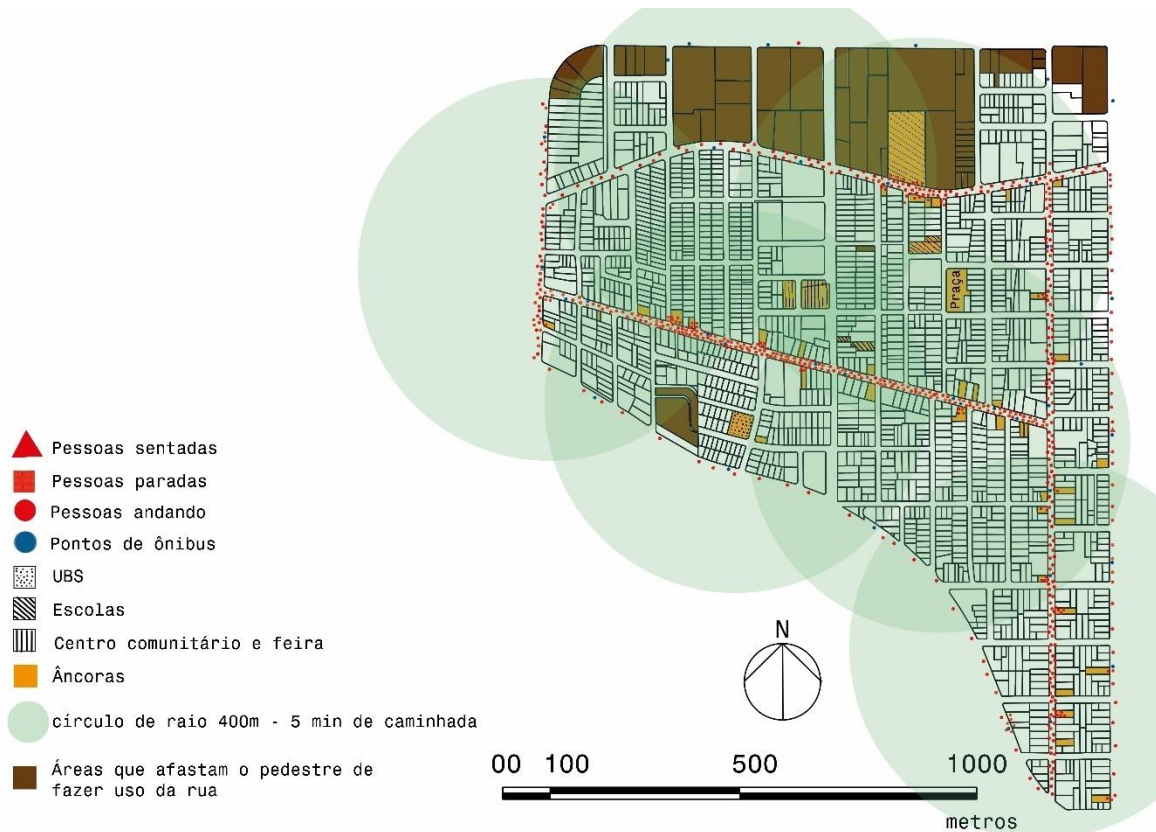 Praça
N
Pessoas sentadas
Pessoas paradas
Pessoas andando
Pontos de ônibus
UBS
Escolas
Centro comunitário e feira
Âncoras
círculo de raio 400m - 5 min de caminhada
Áreas que afastam o pedestre de
fazer uso da rua
00 100 500 1000
metros